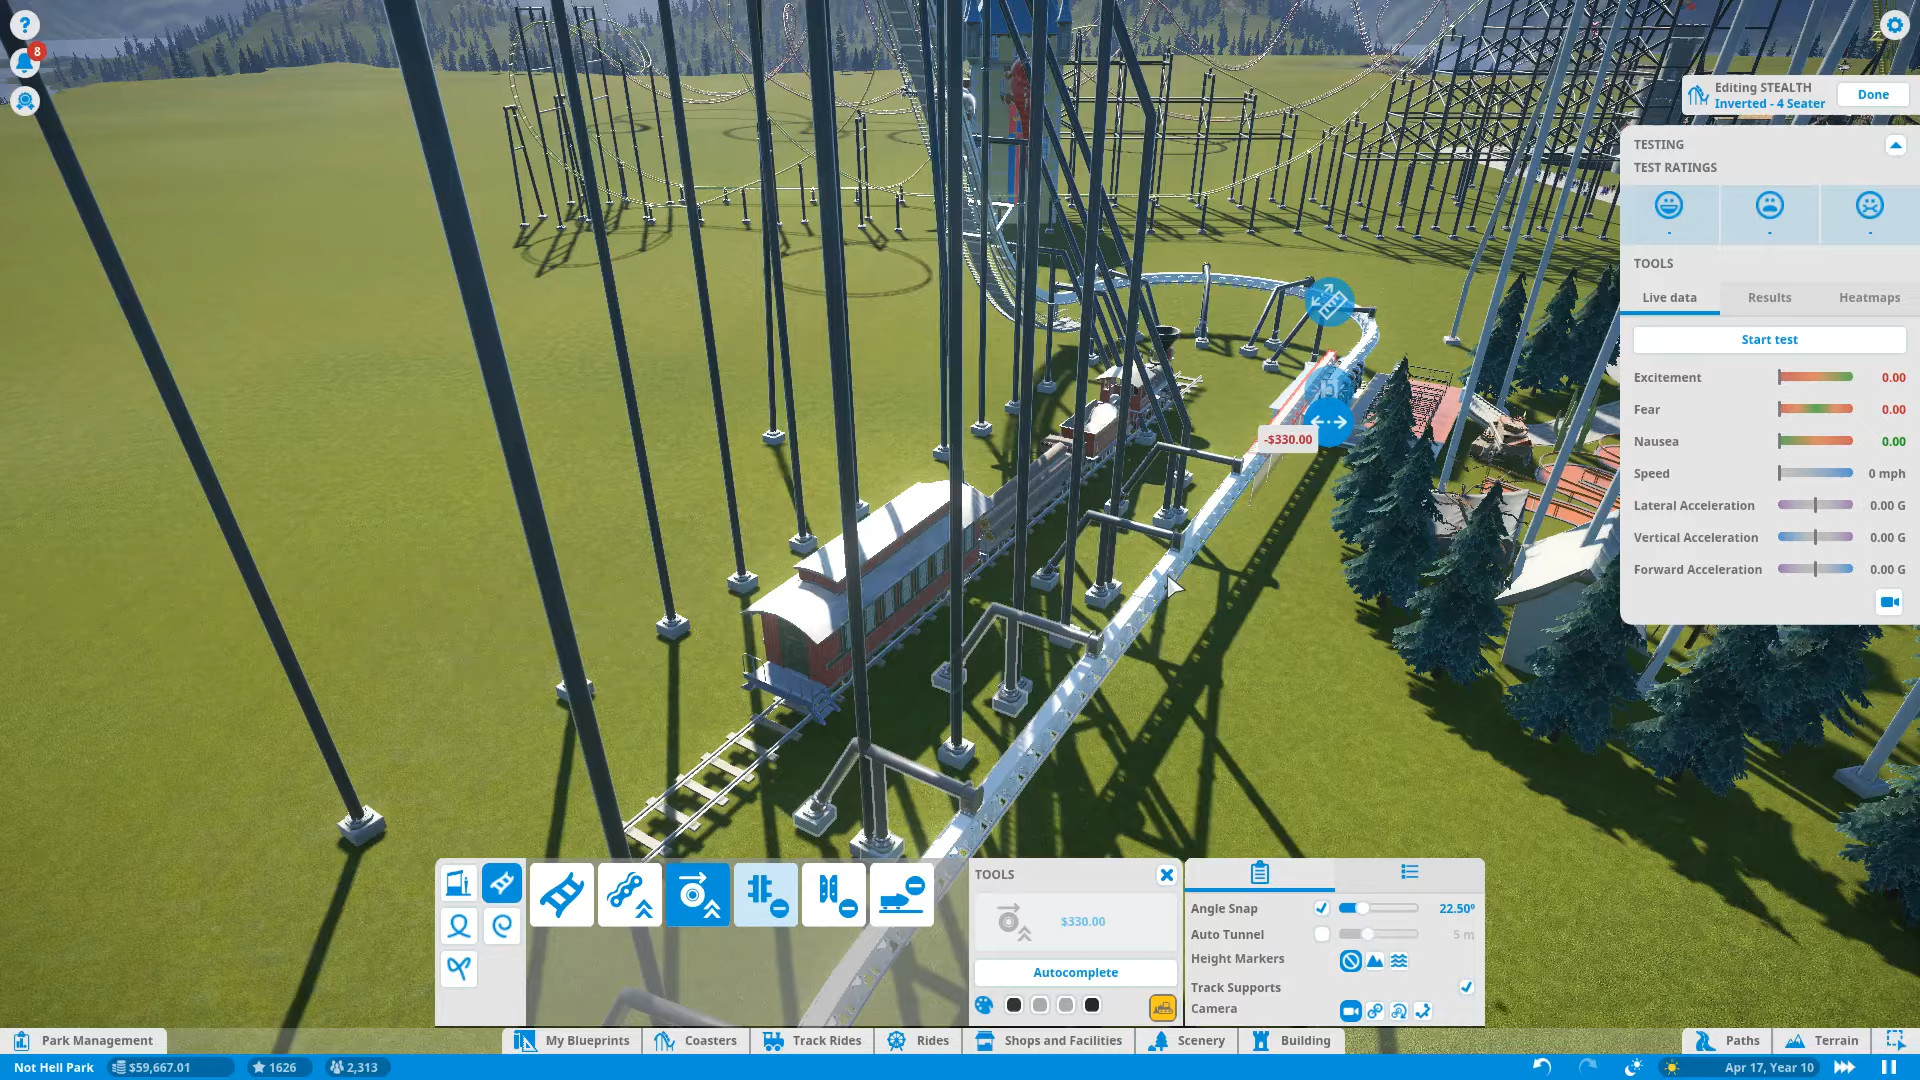 ?
8
Editing STEALTH
Inverted - 4 Seater
Done
TESTING
TEST RATINGS
-
-
-
TOOLS
Live data
Results
Heatmaps
Start test
Excitement 0.00
Fear 0.00
Nausea 0.00
Speed 0 mph
Lateral Acceleration 0.00 G
Vertical Acceleration 0.00 G
Forward Acceleration 0.00 G
-$330.00
TOOLS
$330.00
Autocomplete
Angle Snap 22.50°
Auto Tunnel 5 m
Height Markers
Track Supports
Camera
Park Management
My Blueprints
Coasters
Track Rides
Rides
Shops and Facilities
Scenery
Building
Paths
Terrain
Not Hell Park
$59,667.01
1626
2,313
Apr 17, Year 10